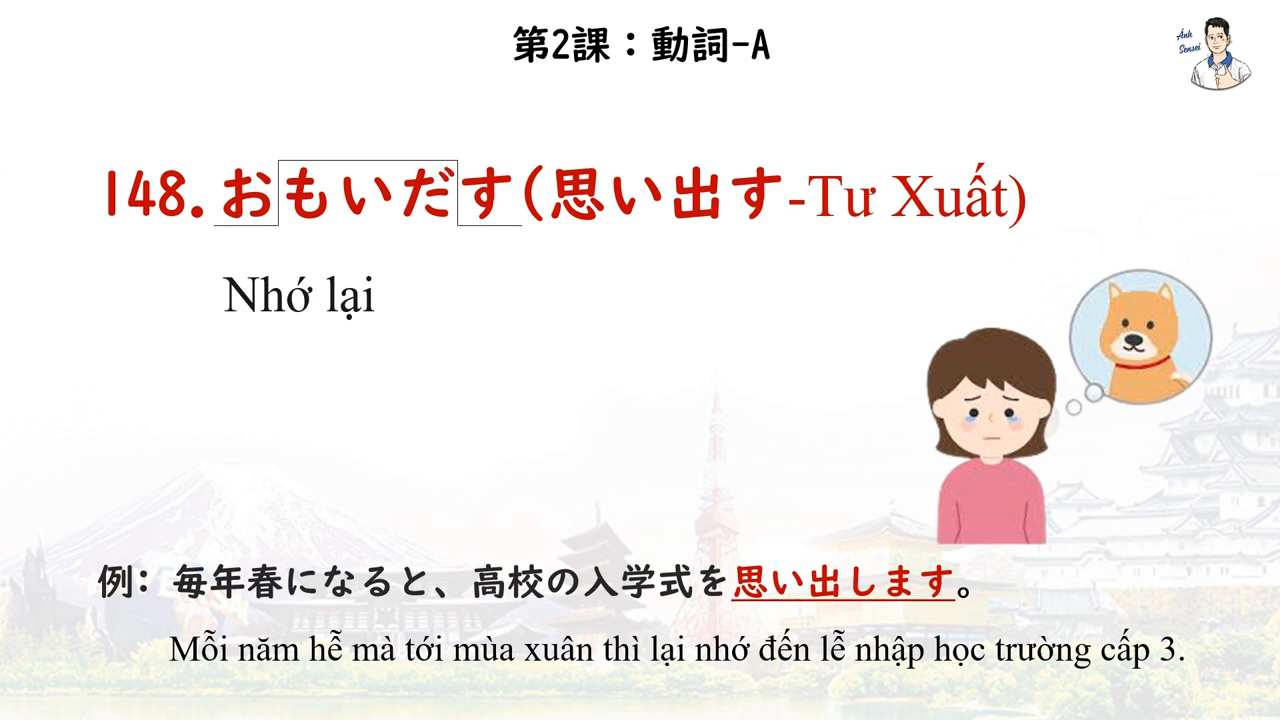 第2課：動詞-A
Ánh
Sensei
148.おもいだす(思い出す-Tư Xuất)
Nhớ lại
例：毎年春になると、高校の入学式を思い出します。
Mỗi năm hễ mà tới mùa xuân thì lại nhớ đến lễ nhập học trường cấp 3.